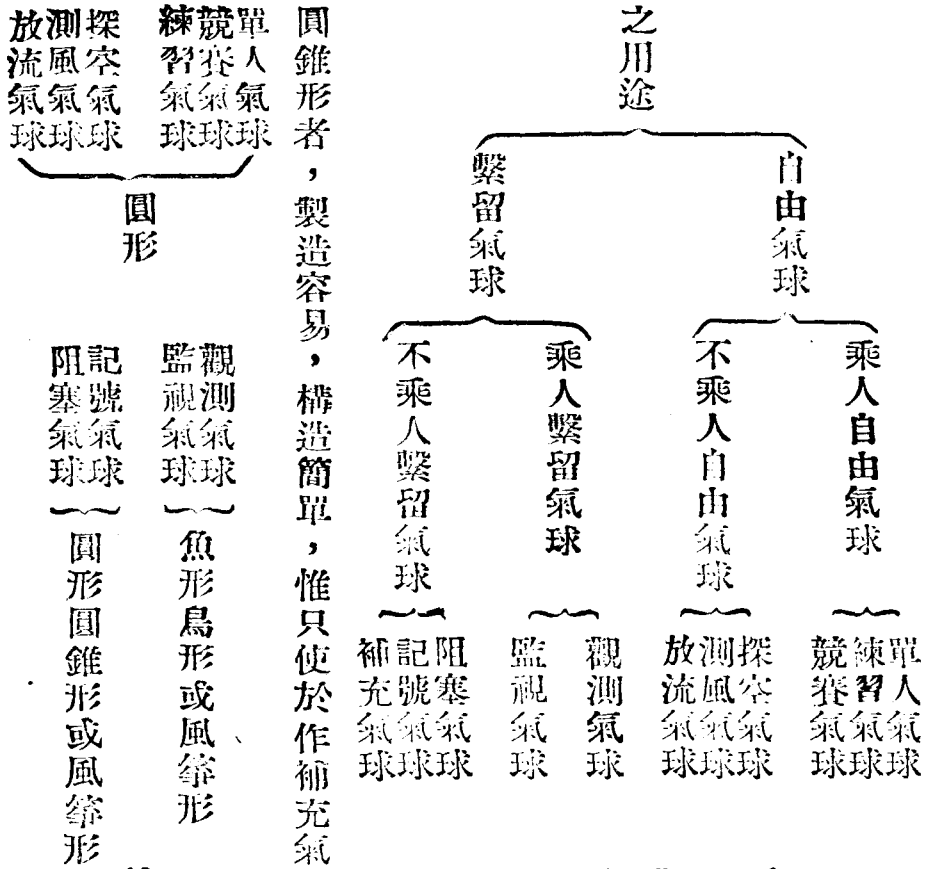 之用途
自由氣球
繫留氣球
乘人自由氣球
不乘人自由氣球
乘人繫留氣球
不乘人繫留氣球
單人氣球
練習氣球
競賽氣球
探空氣球
測風氣球
放流氣球
觀測氣球
監視氣球
阻塞氣球
記號氣球
補充氣球
圓錐形者，製造容易，構造簡單，惟只使於作補充氣
單人氣球
競賽氣球
練習氣球
探空氣球
測風氣球
放流氣球
圓形
觀測氣球
監視氣球
魚形鳥形或風箏形
記號氣球
阻塞氣球
圓形圓錐形或風箏形